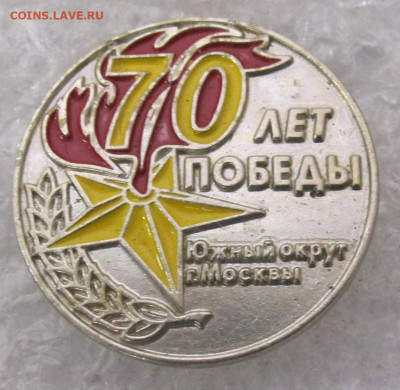 COINS.LAVE.RU
70
ЛЕТ
ПОБЕДЫ
Южный округ
г.Москвы